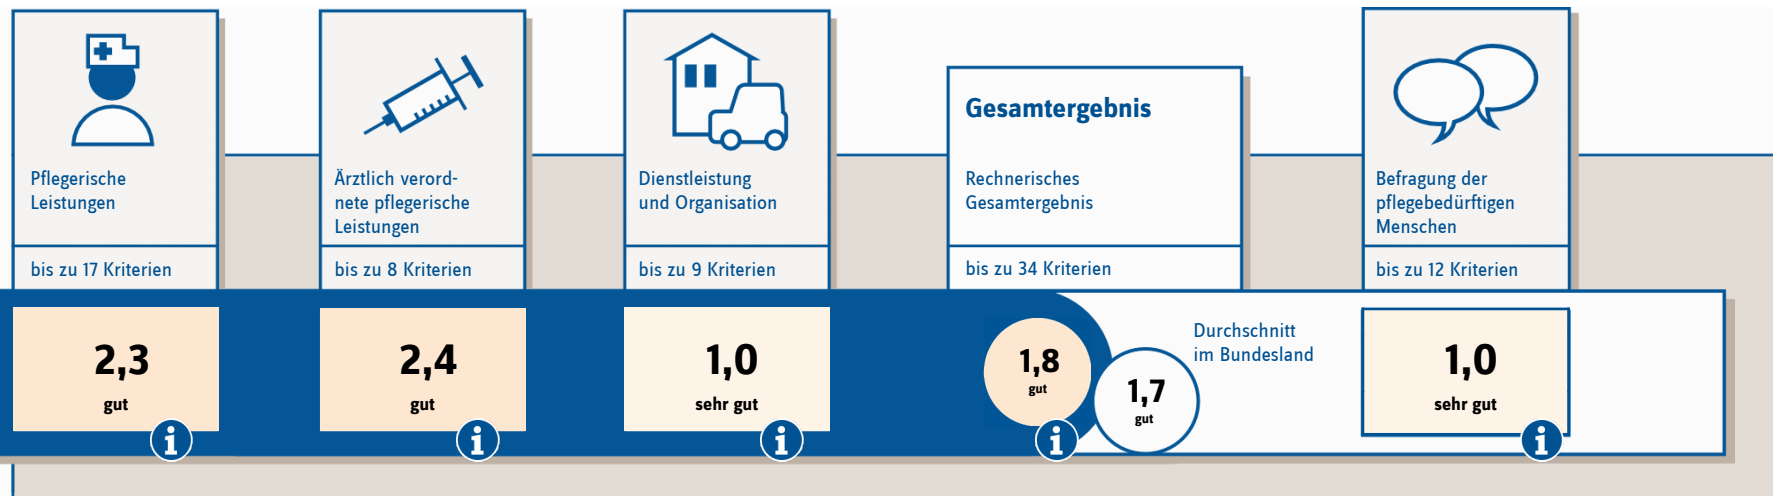 Pflegerische
Leistungen
bis zu 17 Kriterien
2,3
gut
Ärztlich verord-
nete pflegerische
Leistungen
bis zu 8 Kriterien
2,4
gut
Dienstleistung
und Organisation
bis zu 9 Kriterien
1,0
sehr gut
Gesamtergebnis
Rechnerisches
Gesamtergebnis
bis zu 34 Kriterien
1,8
gut
1,7
gut
Durchschnitt
im Bundesland
Befragung der
pflegebedürftigen
Menschen
bis zu 12 Kriterien
1,0
sehr gut
i
i
i
i
i